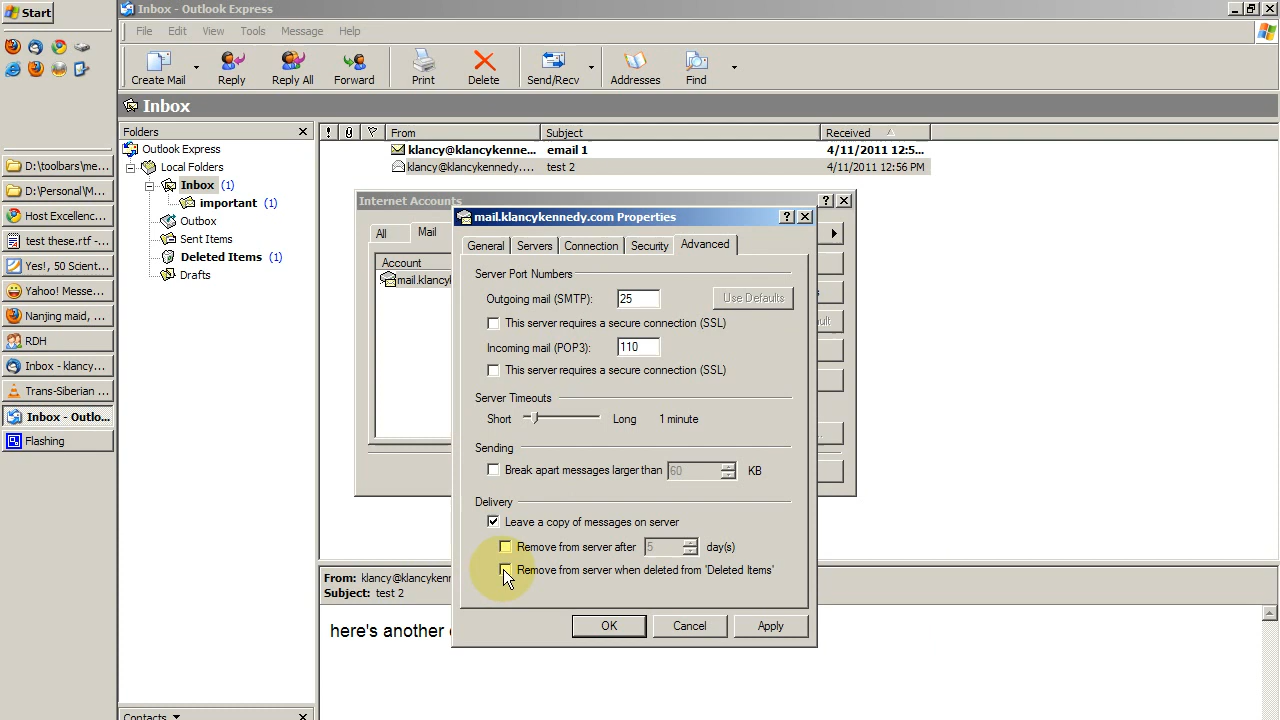 Start
Inbox - Outlook Express
File Edit View Tools Message Help
Create Mail Reply Reply All Forward Print Delete Send/Recv Addresses Find
Inbox
Folders
Outlook Express
Local Folders
Inbox (1)
important (1)
Outbox
Sent Items
Deleted Items (1)
Drafts
Contacts
D:\toolbars\me...
D:\Personal\M...
Host Excellenc...
test these.rtf -...
Yes!, 50 Scient...
Yahoo! Messe...
Nanjing maid, ...
RDH
Inbox - klancy...
Trans-Siberian ...
Inbox - Outlo...
Flashing
! From Subject Received
klancy@klancykenne... email 1 4/11/2011 12:5...
klancy@klancykennedy.... test 2 4/11/2011 12:56 PM
Internet Accounts
All Mail
Account
mail.klancy
mail.klancykennedy.com Properties
General Servers Connection Security Advanced
Server Port Numbers
Outgoing mail (SMTP): 25 Use Defaults
This server requires a secure connection (SSL)
Incoming mail (POP3): 110
This server requires a secure connection (SSL)
Server Timeouts
Short Long 1 minute
Sending
Break apart messages larger than 60 KB
Delivery
Leave a copy of messages on server
Remove from server after 5 day(s)
Remove from server when deleted from 'Deleted Items'
OK Cancel Apply
From: klancy@klancykenn
Subject: test 2
here's another